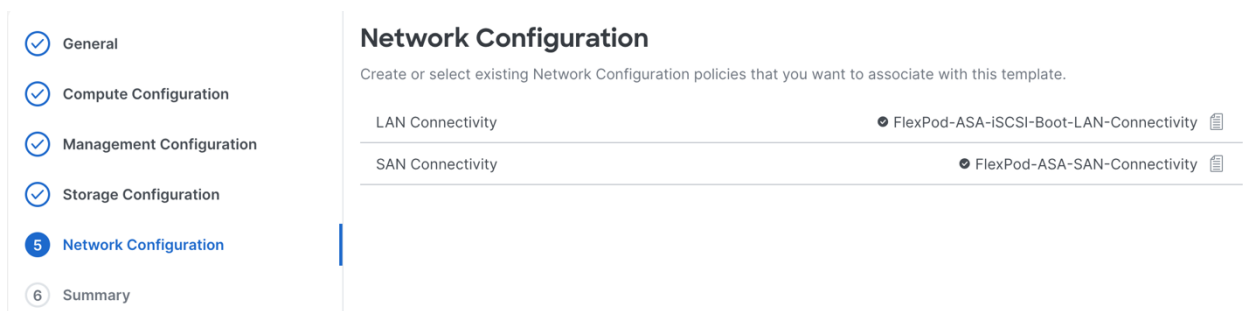 General
Compute Configuration
Management Configuration
Storage Configuration
5 Network Configuration
6 Summary
Network Configuration
Create or select existing Network Configuration policies that you want to associate with this template.
LAN Connectivity FlexPod-ASA-iSCSI-Boot-LAN-Connectivity
SAN Connectivity FlexPod-ASA-SAN-Connectivity